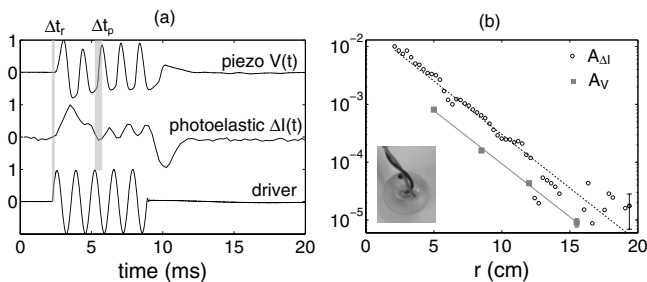 (a)
Δt_r Δt_p
1
0
piezo V(t)
1
0
photoelastic ΔI(t)
1
0
driver
0 5 10 15 20
time (ms)
(b)
10^-2
10^-3
10^-4
10^-5
A_ΔI
A_V
0 5 10 15 20
r (cm)